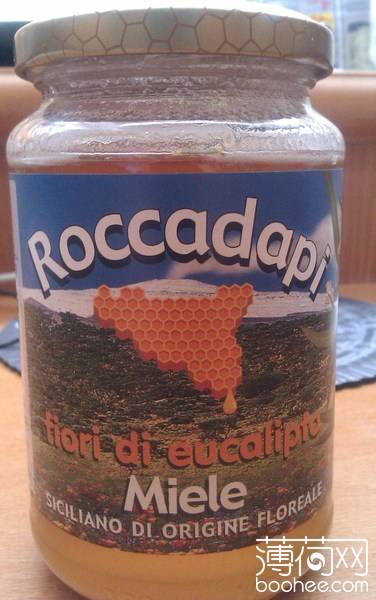 Roccadapi
fiori di eucalipto
Miele
SICILIANO DI ORIGINE FLOREALE
薄荷网
boohee.com